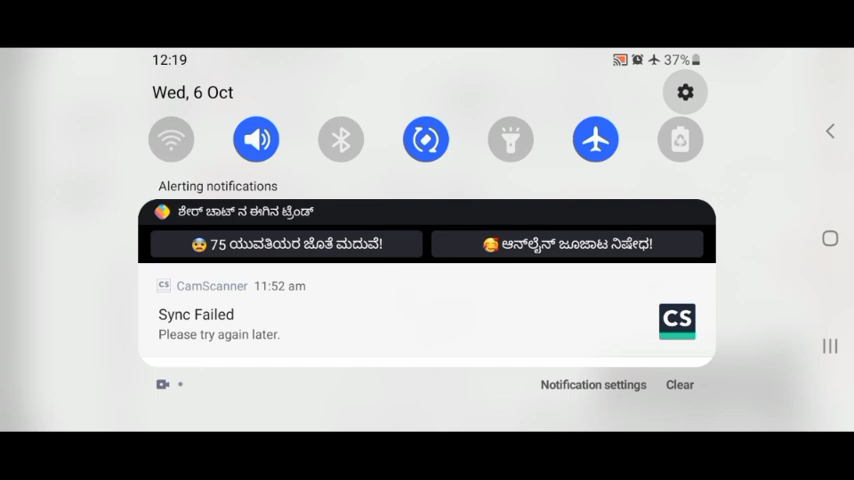 12:19
37%
Wed, 6 Oct
Alerting notifications
ಶೇರ್ ಚಾಟ್ ನ ಈಗಿನ ಟ್ರೆಂಡ್
😨 75 ಯುವತಿಯರ ಜೊತೆ ಮದುವೆ!
🥰 ಆನ್‌ಲೈನ್ ಜೂಜಾಟ ನಿಷೇಧ!
CS CamScanner 11:52 am
Sync Failed
Please try again later.
CS
Notification settings Clear